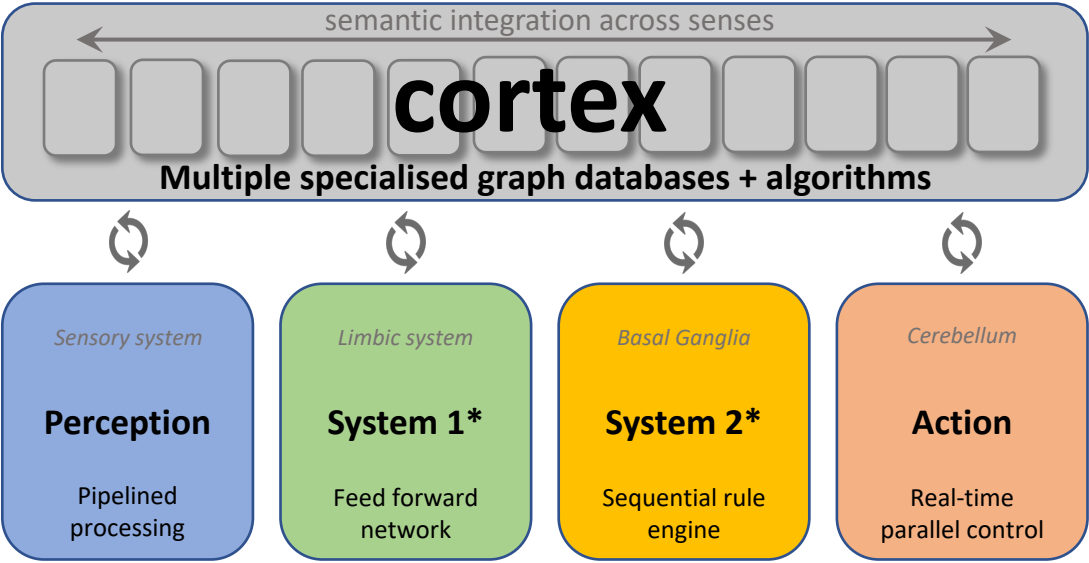 semantic integration across senses
cortex
Multiple specialised graph databases + algorithms
Sensory system
Perception
Pipelined
processing
Limbic system
System 1*
Feed forward
network
Basal Ganglia
System 2*
Sequential rule
engine
Cerebellum
Action
Real-time
parallel control